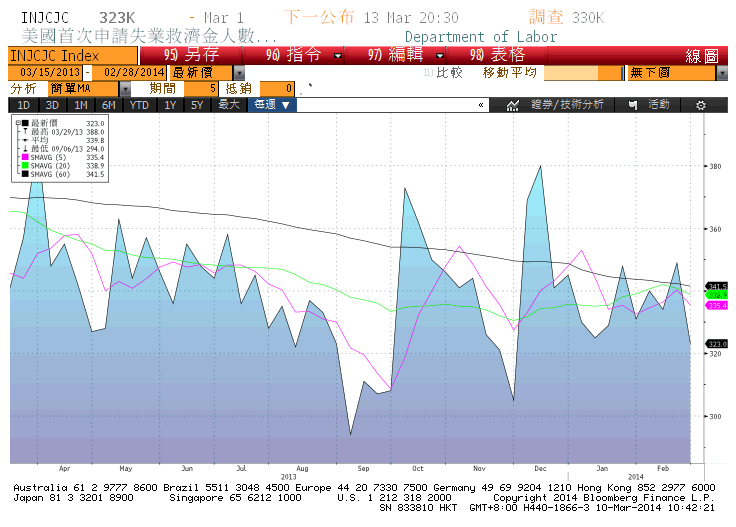 INJCJC 323K - Mar 1 下一公布 13 Mar 20:30 調查 330K
美國首次申請失業救濟金人數... Department of Labor
INJCJC Index 95) 另存 96) 指令 97) 編輯 98) 表格 線圖
03/15/2013 - 02/28/2014 最新價 比較 移動平均 無下價
分析 簡單MA 期間 5 抵銷 0
1D 3D 1M 6M YTD 1Y 5Y 最大 每週 ▼ « 證券/技術分析 活動
最新價 323.0
最高 03/29/13 388.0
平均 339.8
最低 09/06/13 294.0
SMAVG (5) 335.4
SMAVG (20) 338.9
SMAVG (60) 341.5
380
360
341.5
338.9
335.4
323.0
320
300
Apr May Jun Jul Aug Sep Oct Nov Dec Jan Feb
2013 2014
Australia 61 2 9777 8600 Brazil 5511 3048 4500 Europe 44 20 7330 7500 Germany 49 69 9204 1210 Hong Kong 852 2977 6000
Japan 81 3 3201 8900 Singapore 65 6212 1000 U.S. 1 212 318 2000 Copyright 2014 Bloomberg Finance L.P.
SN 833810 HKT GMT+8:00 H440-1866-3 10-Mar-2014 10:42:21